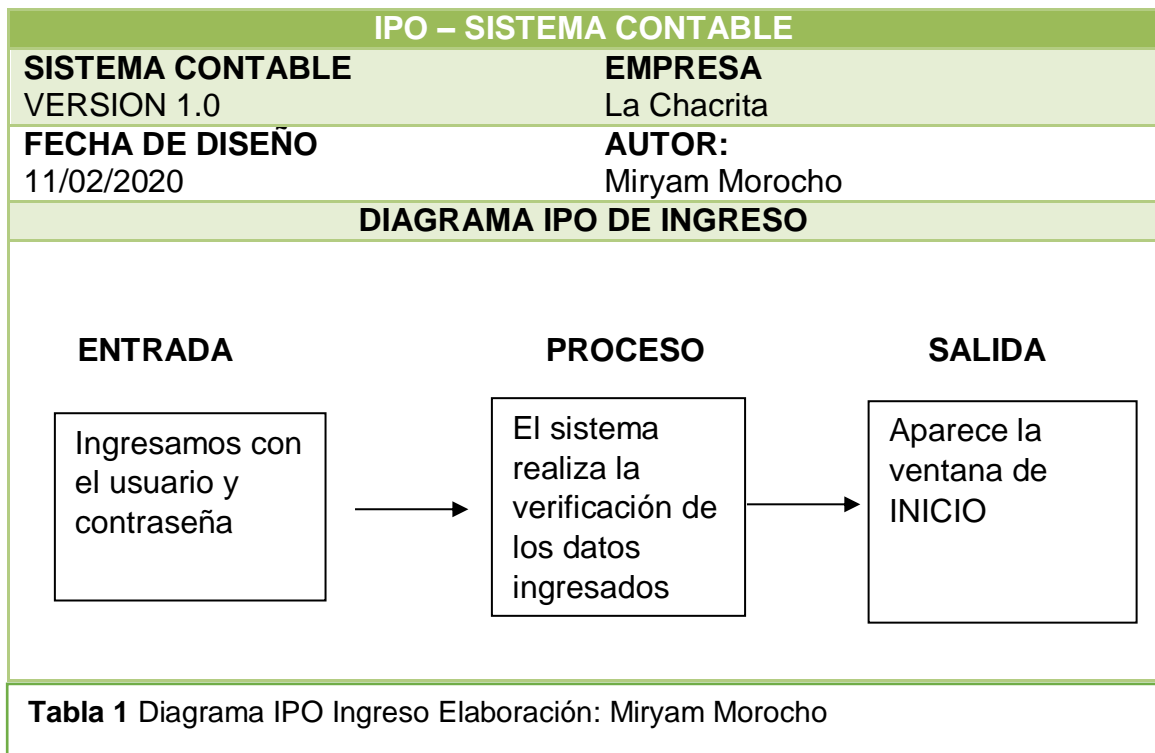 IPO – SISTEMA CONTABLE
SISTEMA CONTABLE
VERSION 1.0
EMPRESA
La Chacrita
FECHA DE DISEÑO
11/02/2020
AUTOR:
Miryam Morocho
DIAGRAMA IPO DE INGRESO
ENTRADA
Ingresamos con
el usuario y
contraseña
PROCESO
El sistema
realiza la
verificación de
los datos
ingresados
SALIDA
Aparece la
ventana de
INICIO
Tabla 1 Diagrama IPO Ingreso Elaboración: Miryam Morocho